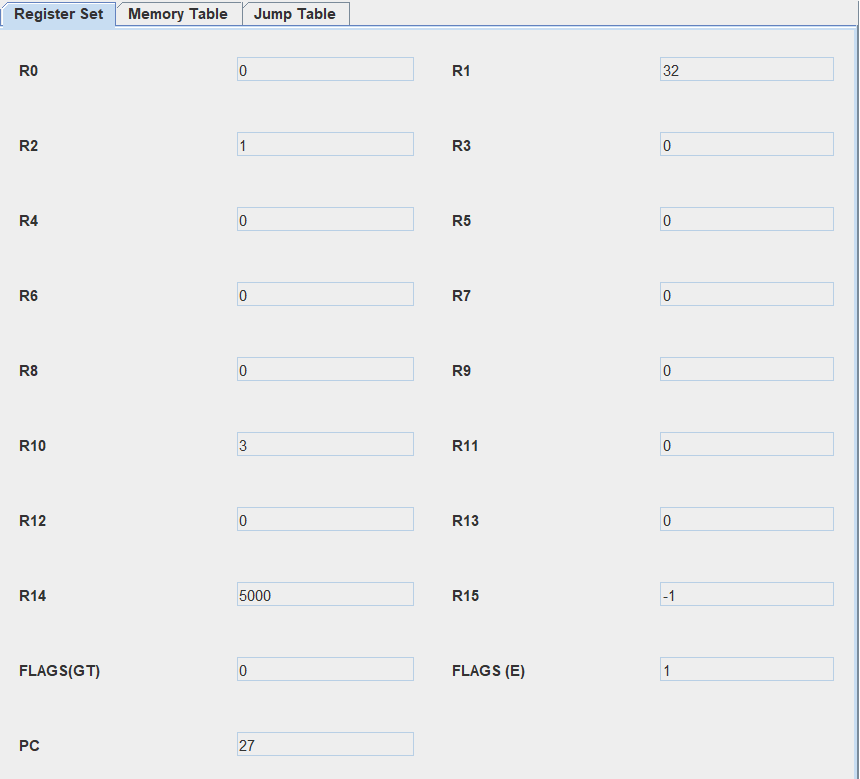 Register Set Memory Table Jump Table
R0 0 R1 32
R2 1 R3 0
R4 0 R5 0
R6 0 R7 0
R8 0 R9 0
R10 3 R11 0
R12 0 R13 0
R14 5000 R15 -1
FLAGS(GT) 0 FLAGS (E) 1
PC 27